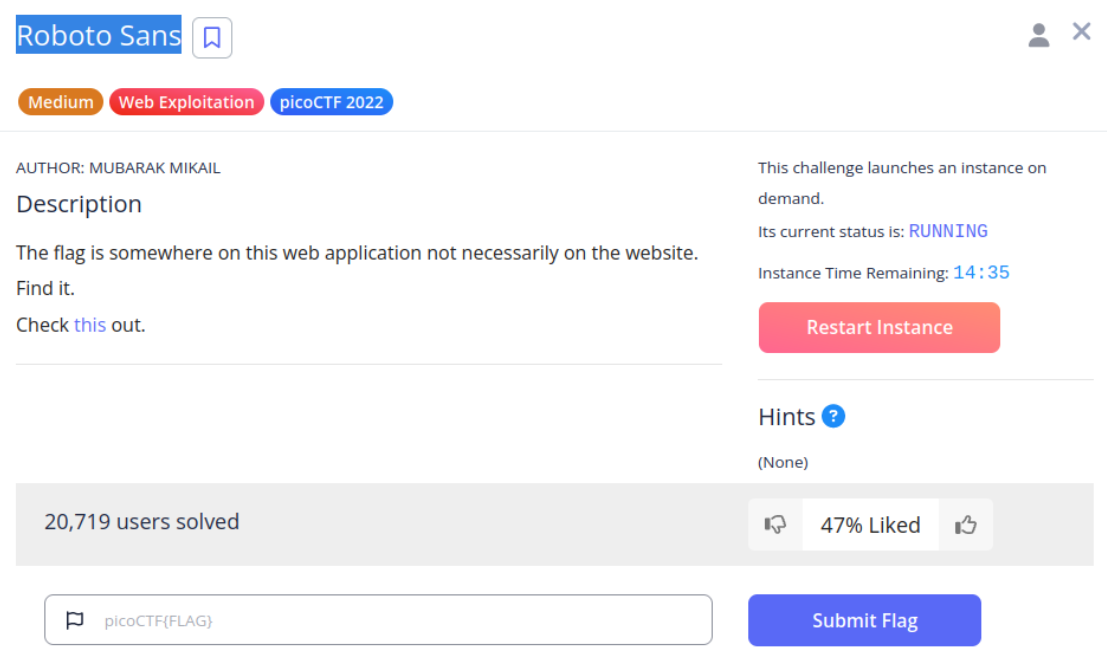 Roboto Sans
Medium Web Exploitation picoCTF 2022
AUTHOR: MUBARAK MIKAIL
Description
The flag is somewhere on this web application not necessarily on the website.
Find it.
Check this out.
This challenge launches an instance on
demand.
Its current status is: RUNNING
Instance Time Remaining: 14:35
Restart Instance
Hints ?
(None)
20,719 users solved
47% Liked
picoCTF{FLAG}
Submit Flag